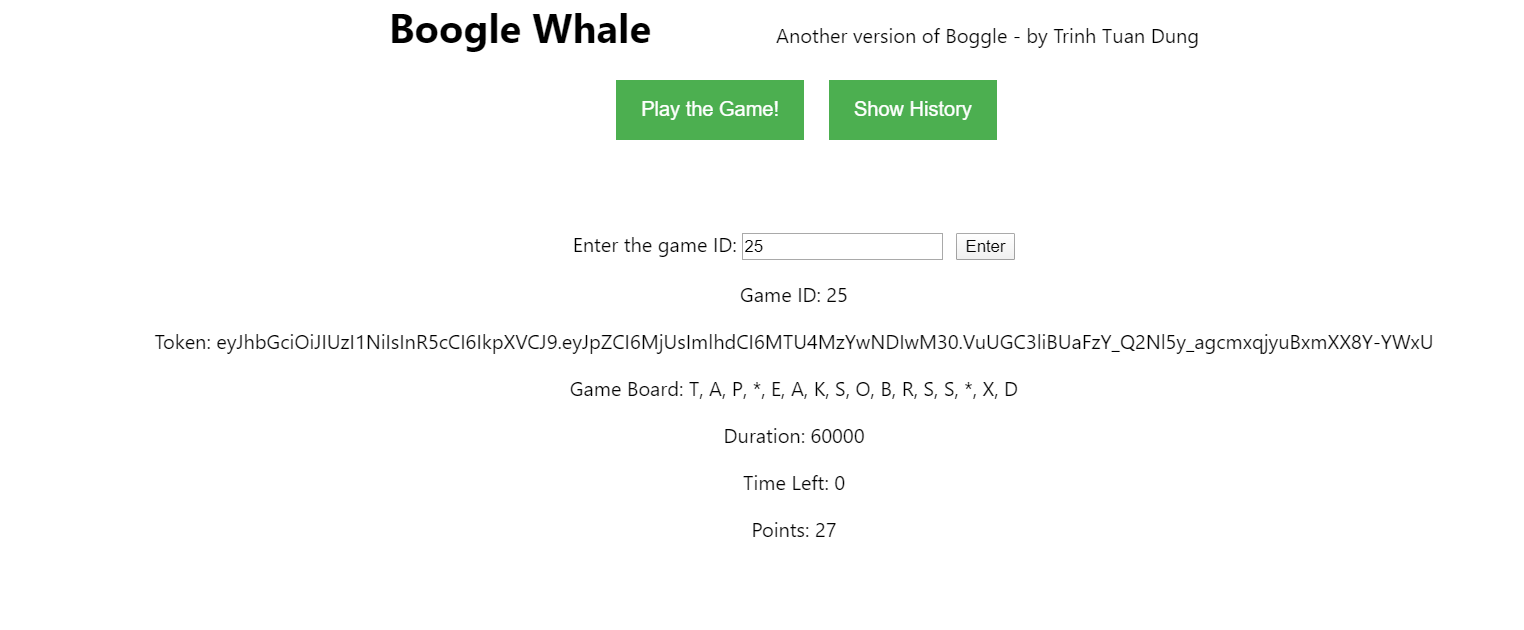 Boogle Whale Another version of Boggle - by Trinh Tuan Dung
Play the Game! Show History
Enter the game ID: 25 Enter
Game ID: 25
Token: eyJhbGciOiJIUzI1NiIsInR5cCI6IkpXVCJ9.eyJpZCI6MjUsImlhdCI6MTU4MzYwNDIwM30.VuUGC3liBUaFzY_Q2Nl5y_agcmxqjyuBxmXX8Y-YWxU
Game Board: T, A, P, *, E, A, K, S, O, B, R, S, S, *, X, D
Duration: 60000
Time Left: 0
Points: 27